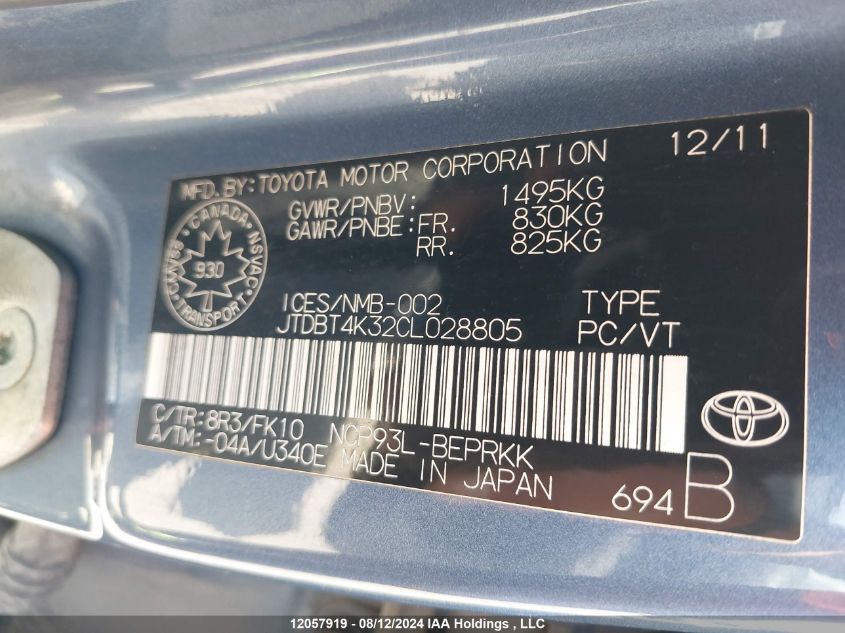 MFD. BY: TOYOTA MOTOR CORPORATION 12/11
GVWR/PNBV: 1495KG
GAWR/PNBE: FR. 830KG
RR. 825KG
CANADA
NSVAC
TRANSPORT
CMVSS
930
ICES/NMB-002 TYPE
JTDBT4K32CL028805 PC/VT
C/TR: 8R3/FK10 NCP93L-BEPRKK
A/TM: -04A/U340E MADE IN JAPAN
694 B
12057919 - 08/12/2024 IAA Holdings , LLC